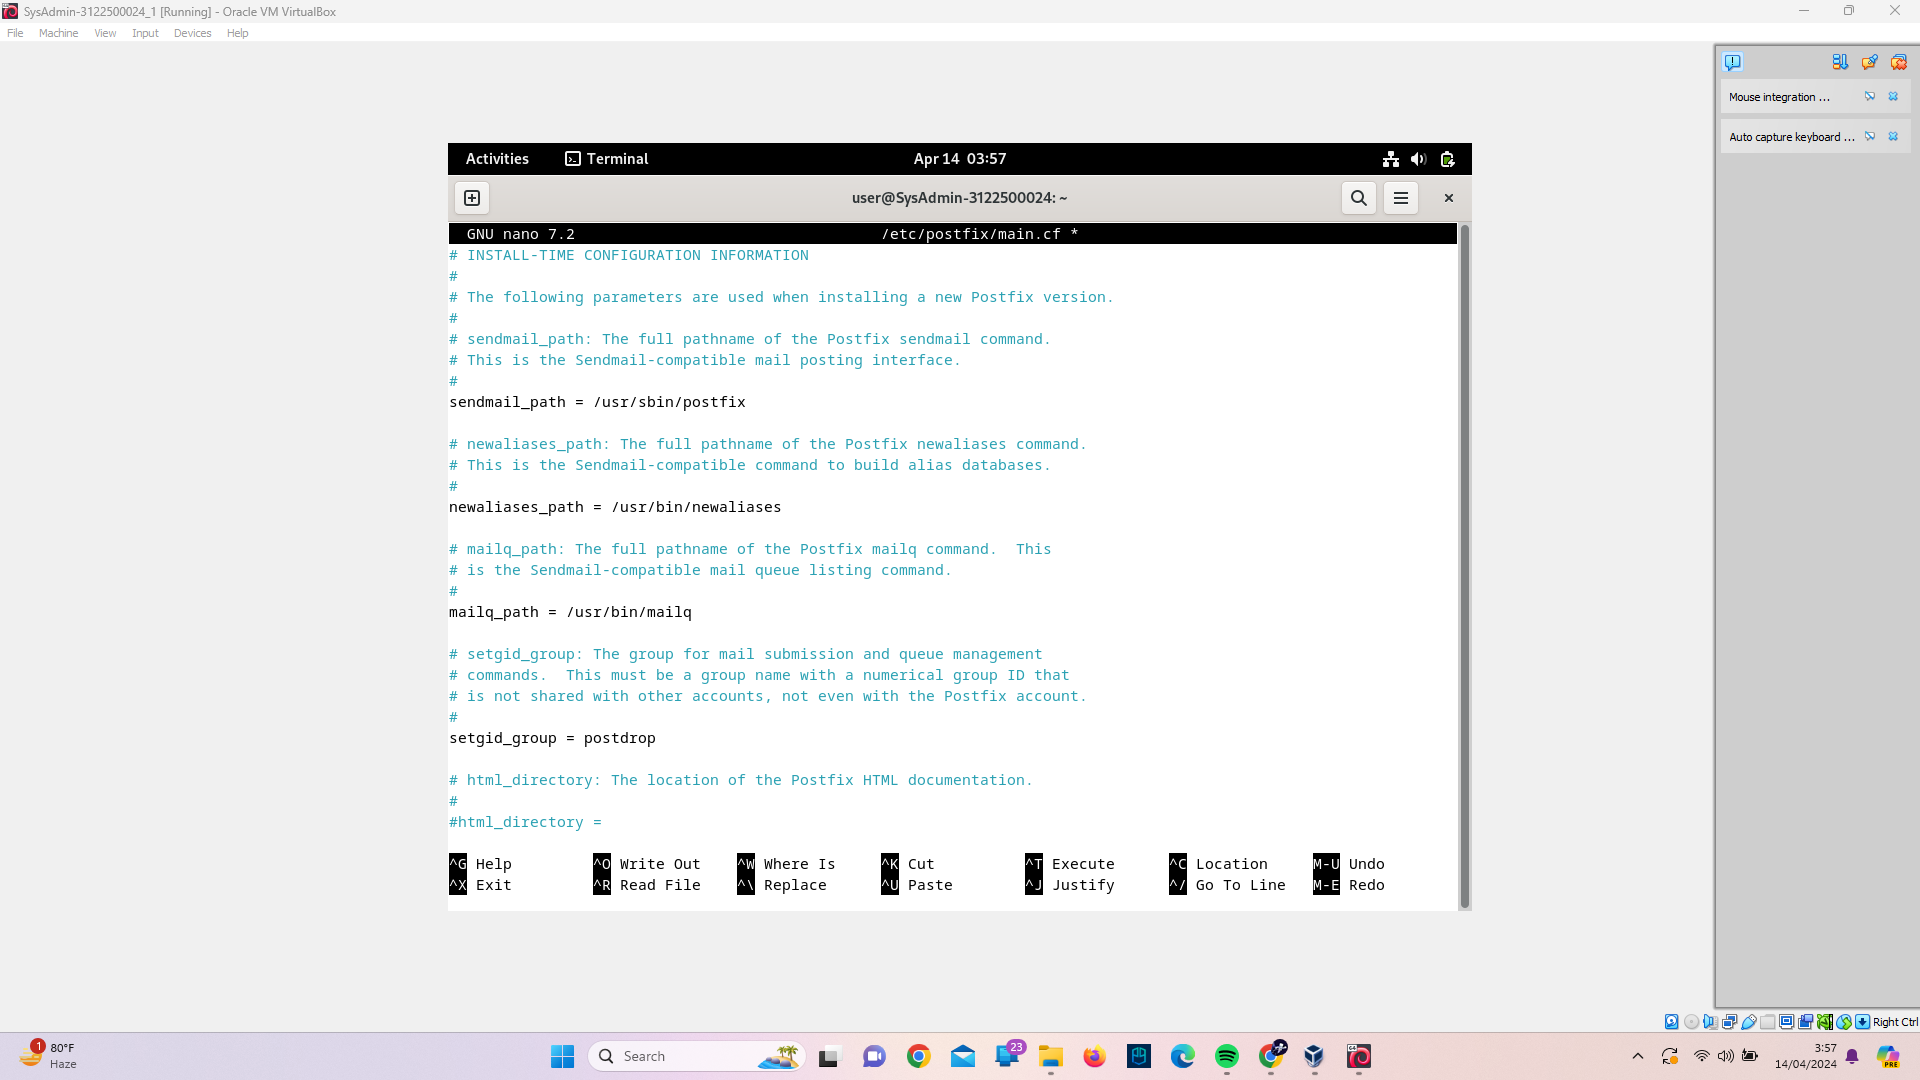 SysAdmin-3122500024_1 [Running] - Oracle VM VirtualBox
File Machine View Input Devices Help
Mouse integration ...
Auto capture keyboard ...
Activities Terminal Apr 14 03:57
user@SysAdmin-3122500024: ~
GNU nano 7.2 /etc/postfix/main.cf *
# INSTALL-TIME CONFIGURATION INFORMATION
#
# The following parameters are used when installing a new Postfix version.
#
# sendmail_path: The full pathname of the Postfix sendmail command.
# This is the Sendmail-compatible mail posting interface.
#
sendmail_path = /usr/sbin/postfix
# newaliases_path: The full pathname of the Postfix newaliases command.
# This is the Sendmail-compatible command to build alias databases.
#
newaliases_path = /usr/bin/newaliases
# mailq_path: The full pathname of the Postfix mailq command.  This
# is the Sendmail-compatible mail queue listing command.
#
mailq_path = /usr/bin/mailq
# setgid_group: The group for mail submission and queue management
# commands.  This must be a group name with a numerical group ID that
# is not shared with other accounts, not even with the Postfix account.
#
setgid_group = postdrop
# html_directory: The location of the Postfix HTML documentation.
#
#html_directory =
^G Help ^O Write Out ^W Where Is ^K Cut ^T Execute ^C Location M-U Undo
^X Exit ^R Read File ^\ Replace ^U Paste ^J Justify ^/ Go To Line M-E Redo
Right Ctrl
1
80°F
Haze
Search
23
3:57
14/04/2024
PRE